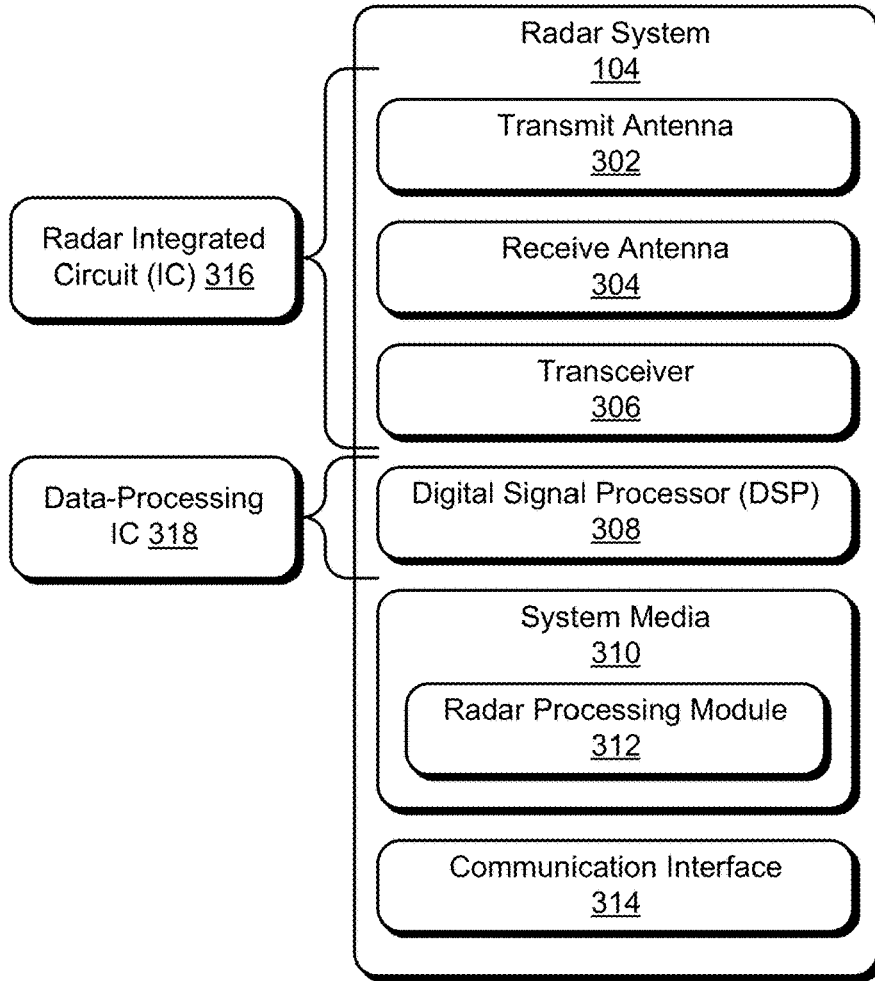 Radar System
104
Transmit Antenna
302
Radar Integrated
Circuit (IC) 316
Receive Antenna
304
Transceiver
306
Data-Processing
IC 318
Digital Signal Processor (DSP)
308
System Media
310
Radar Processing Module
312
Communication Interface
314